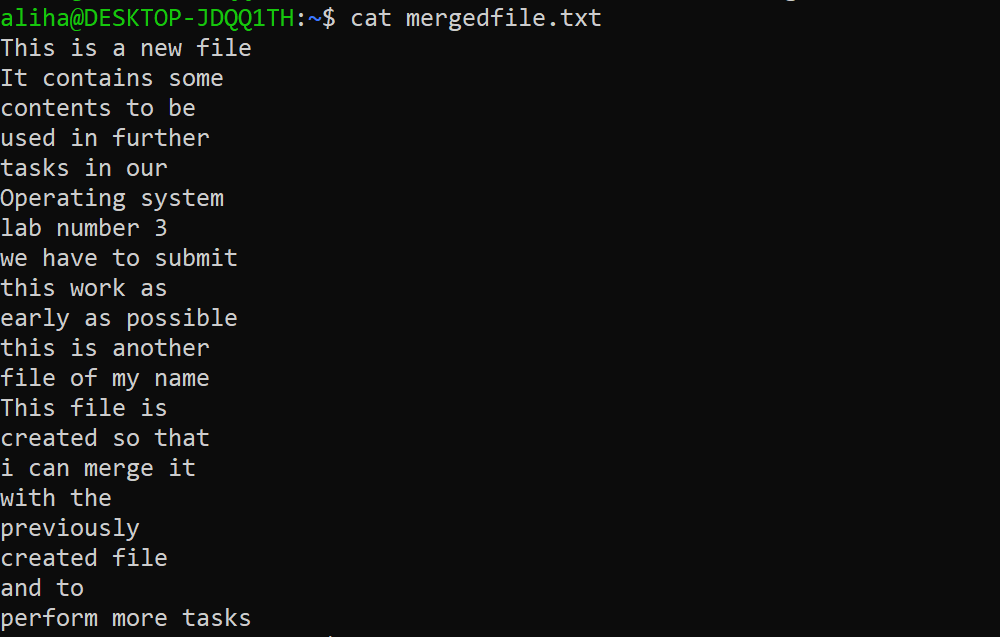 aliha@DESKTOP-JDQQ1TH:~$ cat mergedfile.txt
This is a new file
It contains some
contents to be
used in further
tasks in our
Operating system
lab number 3
we have to submit
this work as
early as possible
this is another
file of my name
This file is
created so that
i can merge it
with the
previously
created file
and to
perform more tasks